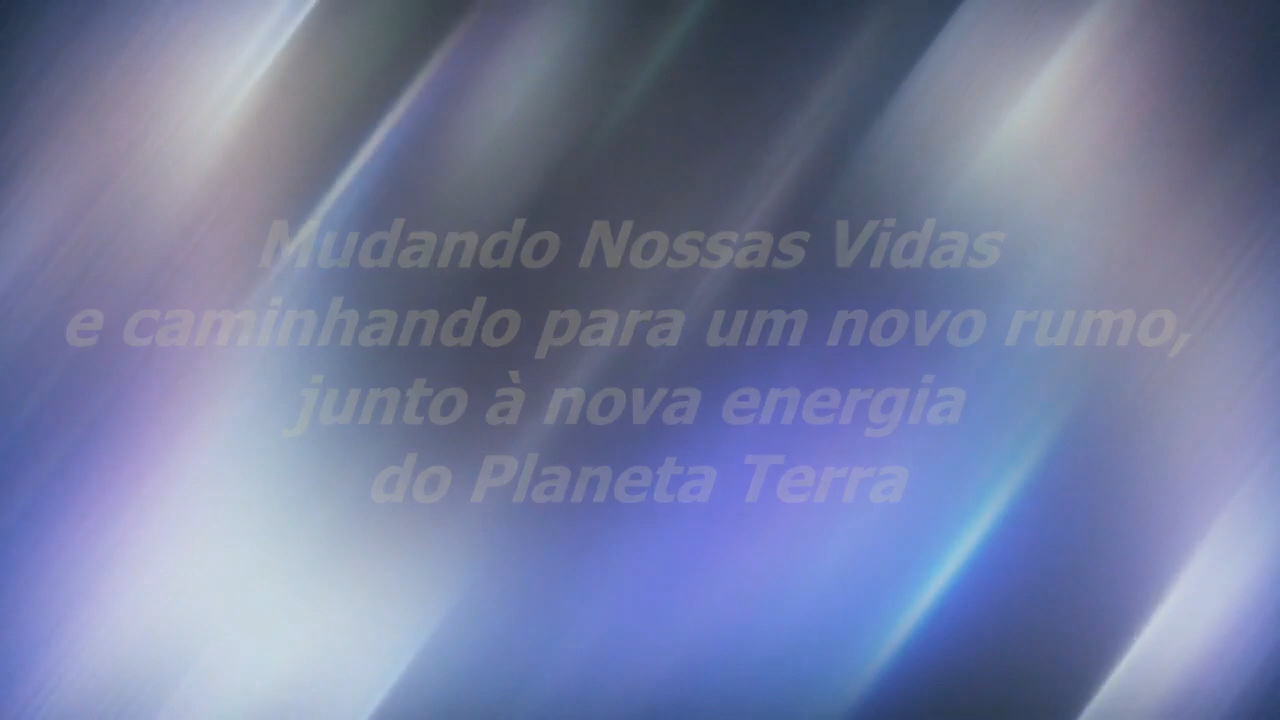 Mudando Nossas Vidas
e caminhando para um novo rumo,
junto à nova energia
do Planeta Terra